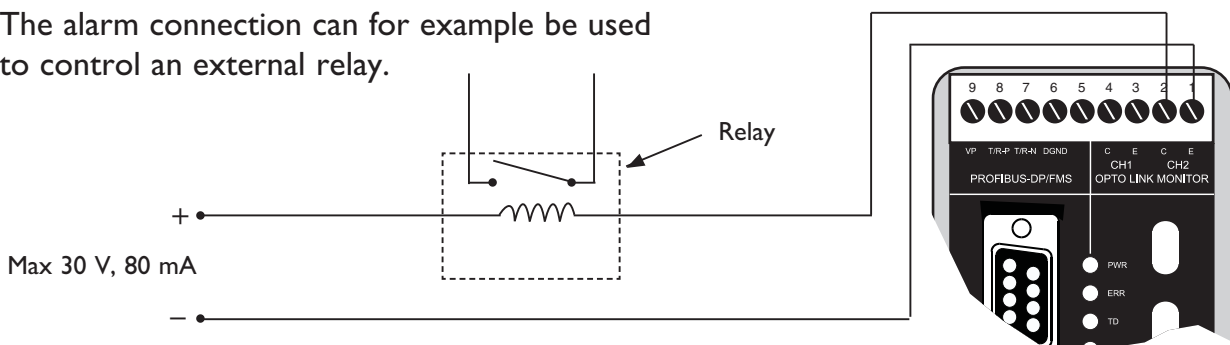 The alarm connection can for example be used
to control an external relay.
Relay
+
Max 30 V, 80 mA
–
9 8 7 6 5 4 3 2 1
VP T/R-P T/R-N DGND C E C E
CH1 CH2
PROFIBUS-DP/FMS OPTO LINK MONITOR
PWR
ERR
TD